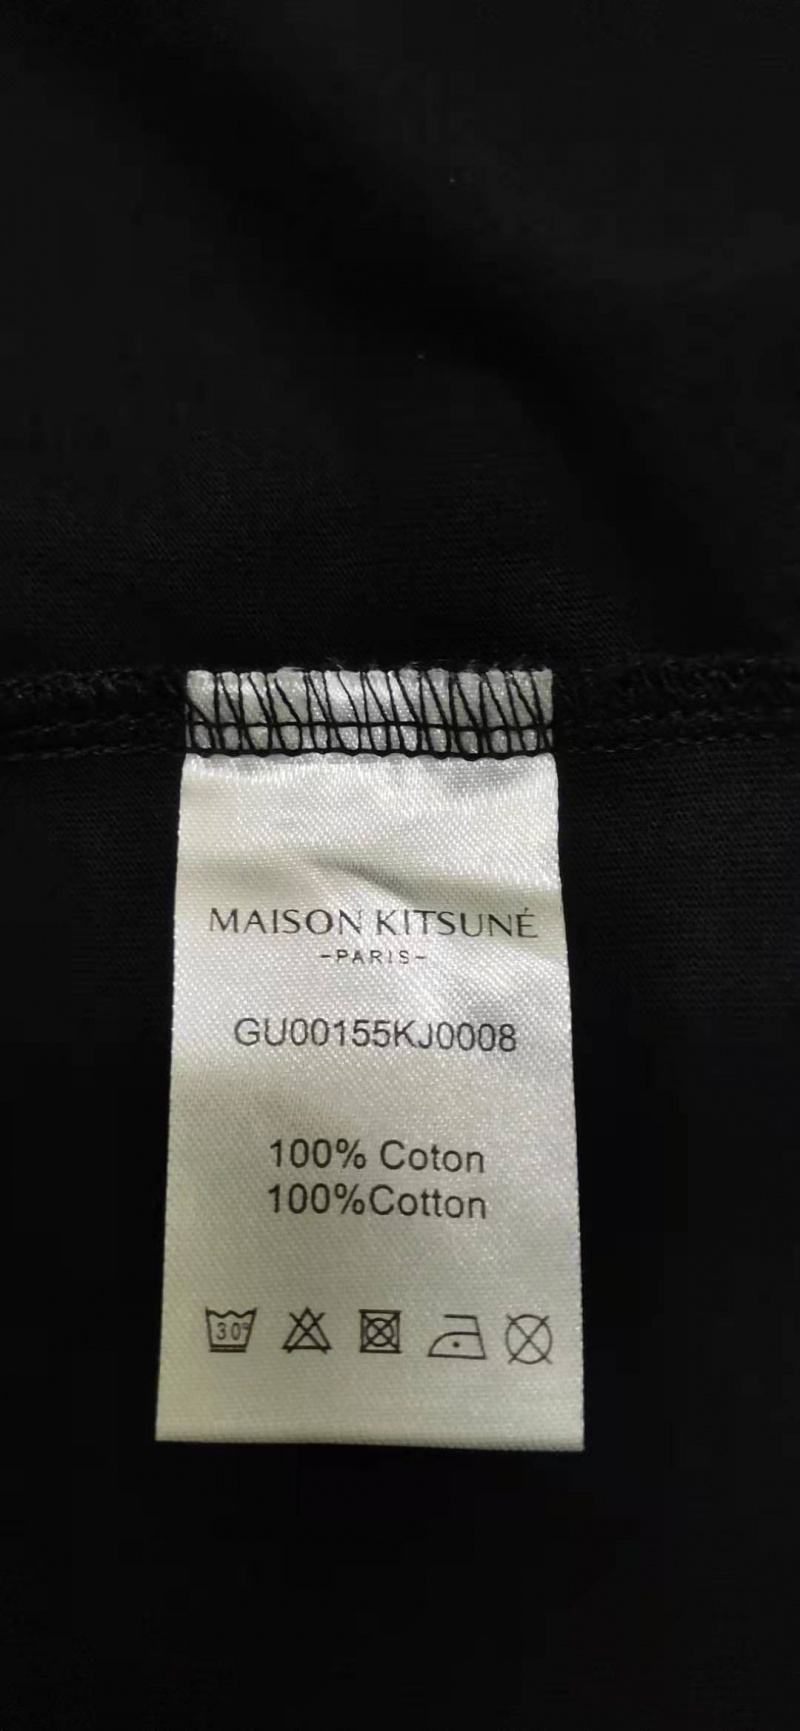 MAISON KITSUNÉ
-PARIS-
GU00155KJ0008
100% Coton
100%Cotton
30°